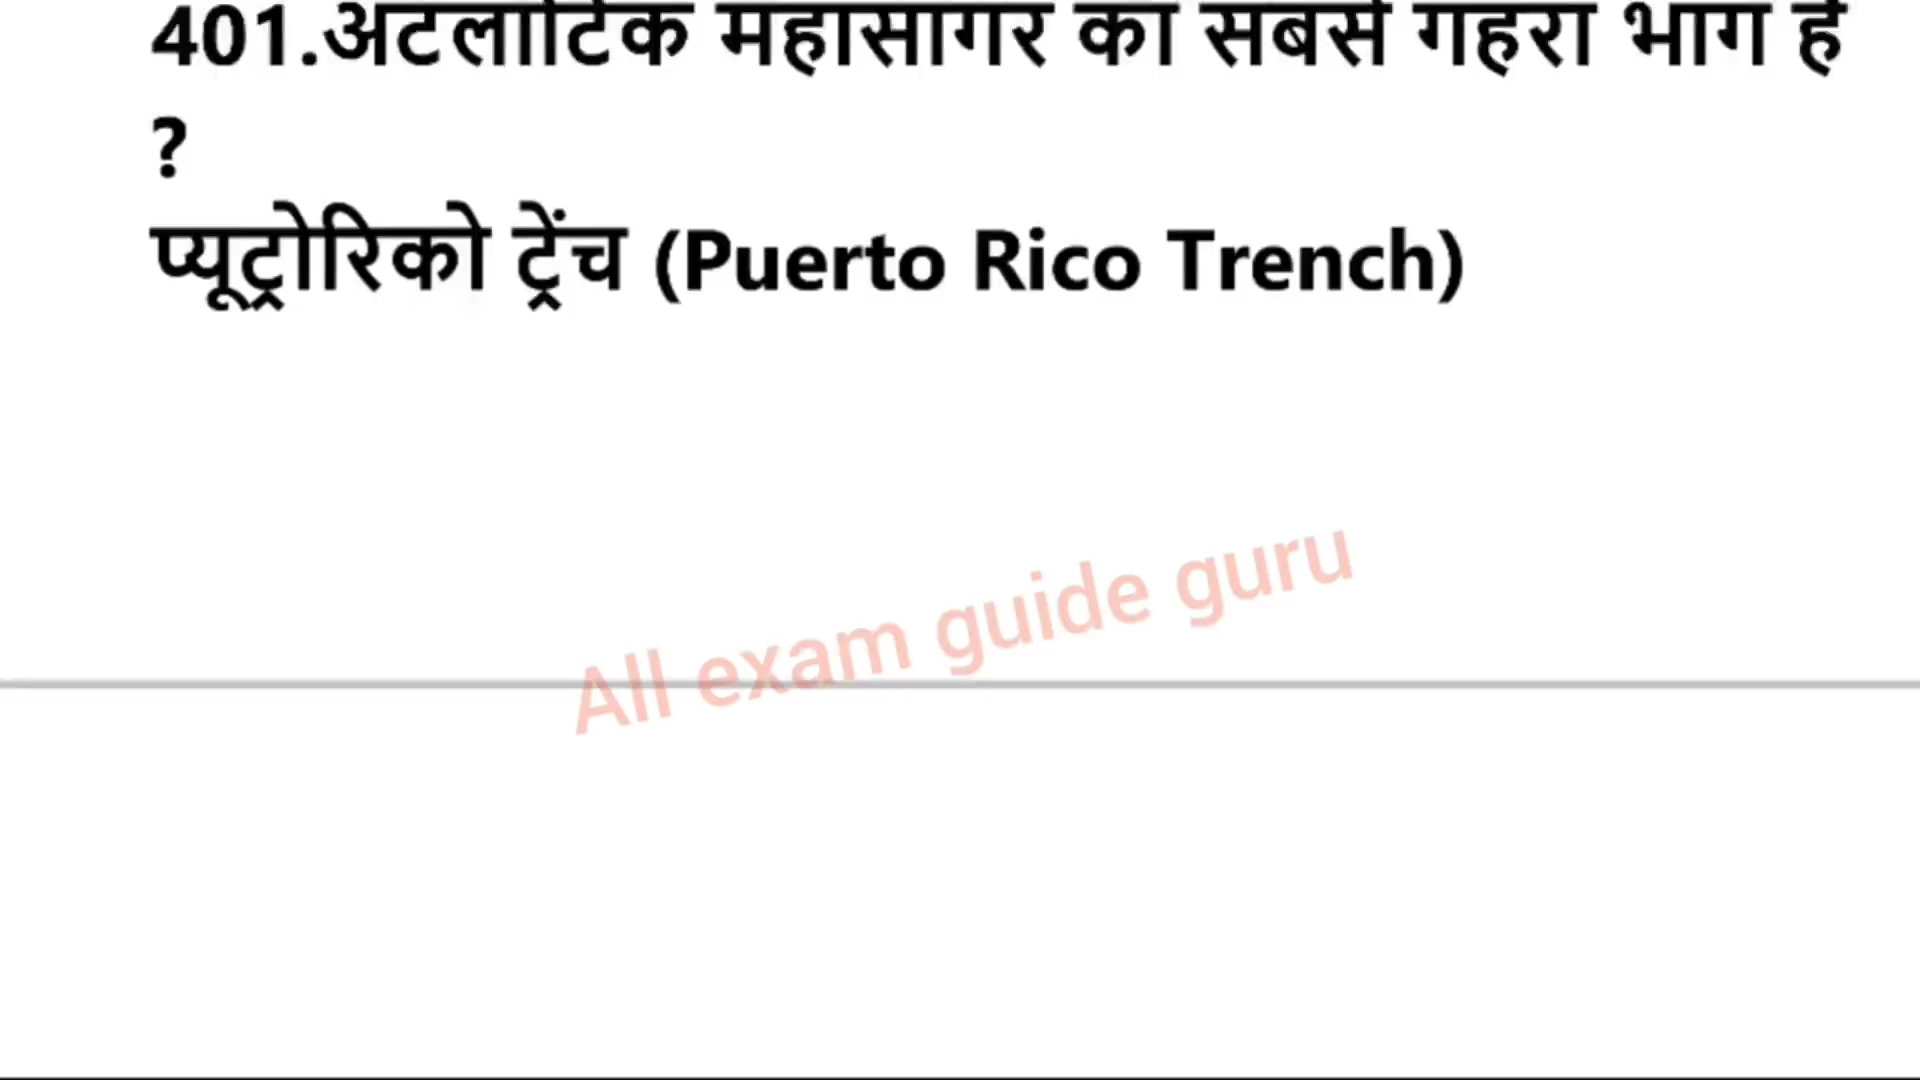 401.अटलांटिक महासागर का सबसे गहरा भाग है
?
प्यूट्रोरिको ट्रेंच (Puerto Rico Trench)
All exam guide guru